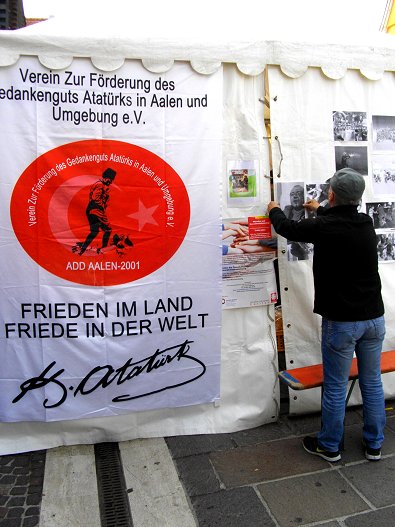 Verein Zur Förderung des
Gedankenguts Atatürks in Aalen und
Umgebung e.V.
Verein Zur Förderung des Gedankenguts Atatürks in Aalen und Umgebung e.V
ADD AALEN-2001
FRIEDEN IM LAND
FRIEDE IN DER WELT
K. Atatürk